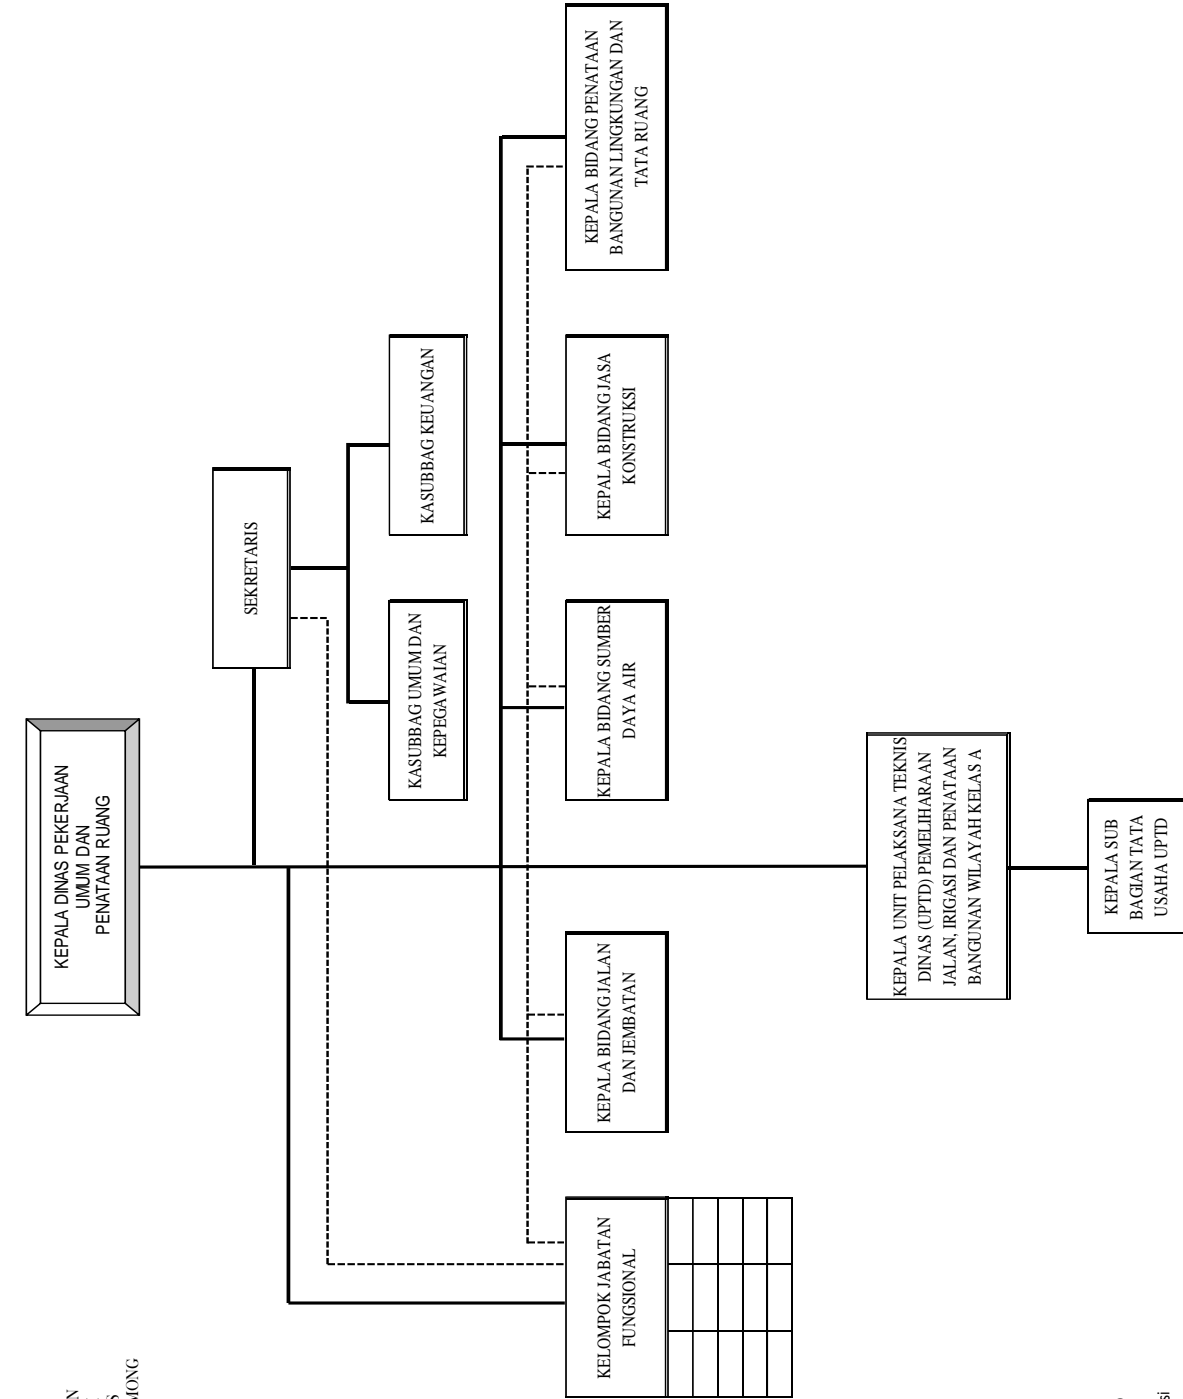 KEPALA DINAS PEKERJAAN
UMUM DAN
PENATAAN RUANG
SEKRETARIS
KASUBBAG UMUM DAN
KEPEGAWAIAN
KASUBBAG KEUANGAN
KELOMPOK JABATAN
FUNGSIONAL
KEPALA BIDANG JALAN
DAN JEMBATAN
KEPALA BIDANG SUMBER
DAYA AIR
KEPALA BIDANG JASA
KONSTRUKSI
KEPALA BIDANG PENATAAN
BANGUNAN LINGKUNGAN DAN
TATA RUANG
KEPALA UNIT PELAKSANA TEKNIS
DINAS (UPTD) PEMELIHARAAN
JALAN, IRIGASI DAN PENATAAN
BANGUNAN WILAYAH KELAS A
KEPALA SUB
BAGIAN TATA
USAHA UPTD